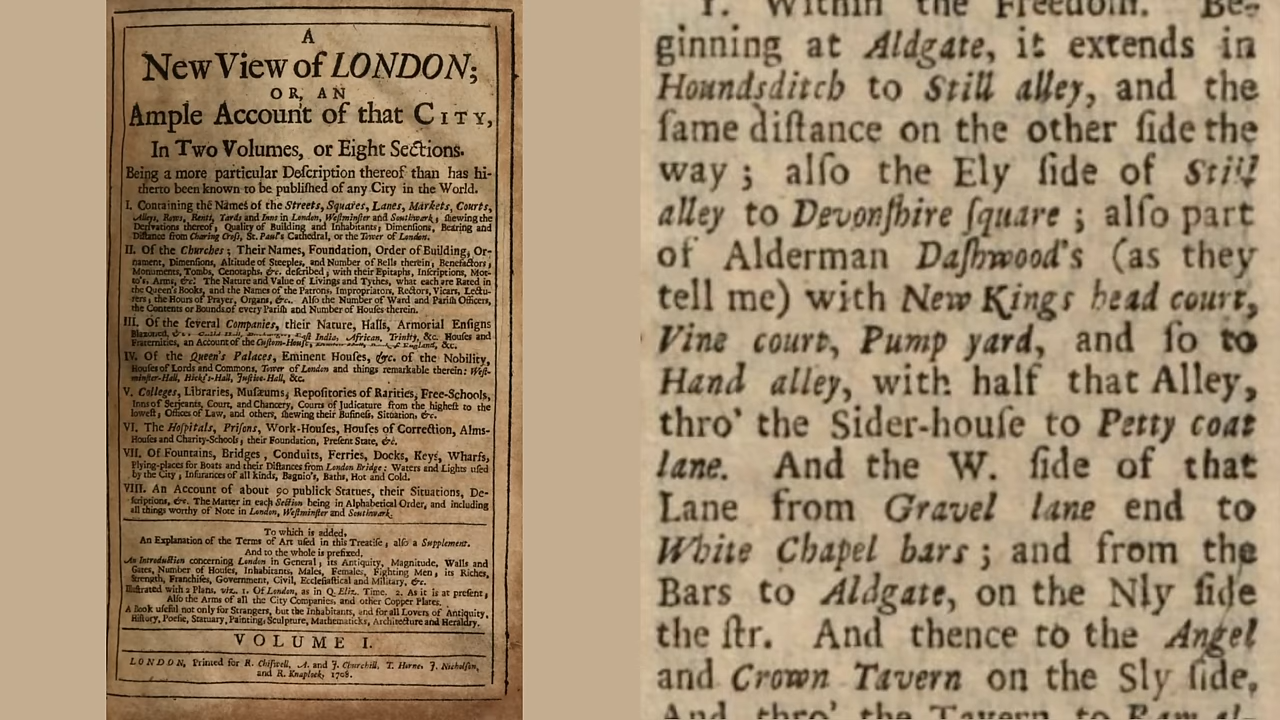 A
New View of LONDON;
OR, AN
Ample Account of that CITY,
In Two Volumes, or Eight Sections.
Being a more particular Deſcription thereof than has hi-
therto been known to be publiſhed of any City in the World.
I. Containing the Names of the Streets, Squares, Lanes, Markets, Courts,
Alleys, Rows, Rents, Yards and Inns in London, Weſtminſter and Southwark; ſhewing the
Derivations thereof, Quality of Building and Inhabitants; Dimenſions, Bearing and
Diſtance from Charing Croſs, St. Paul's Cathedral, or the Tower of London.
II. Of the Churches; Their Names, Foundation, Order of Building, Or-
nament, Dimenſions, Altitude of Steeples, and Number of Bells therein; Benefactors;
Monuments, Tombs, Cenotaphs, &c. deſcribed; with their Epitaphs, Inſcriptions, Mot-
to's, Arms, &c. The Nature and Value of Livings and Tythes, what each are Rated in
the Queen's Books, and the Names of the Patrons, Impropriators, Rectors, Vicars, Lectu-
rers; the Hours of Prayer, Organs, &c. Alſo the Number of Ward and Pariſh Officers,
the Contents or Bounds of every Pariſh and Number of Houſes therein.
III. Of the ſeveral Companies, their Nature, Halls, Armorial Enſigns
Blazoned, &c. Eaſt India, African, Trinity, &c. Houſes and
Fraternities, an Account of the Cuſtom-Houſe, of England, &c.
IV. Of the Queen's Palaces, Eminent Houſes, &c. of the Nobility,
Houſes of Lords and Commons, Tower of London and things remarkable therein: Weſt-
minſter-Hall, Hicks's-Hall, Juſtice-Hall, &c.
V. Colleges, Libraries, Muſæums, Repoſitories of Rarities, Free-Schools,
Inns of Serjeants, Court, and Chancery, Courts of Judicature from the higheſt to the
loweſt; Offices of Law, and others, ſhewing their Buſineſs, Situation, &c.
VI. The Hoſpitals, Priſons, Work-Houſes, Houſes of Correction, Alms-
Houſes and Charity-Schools; their Foundation, Preſent State, &c.
VII. Of Fountains, Bridges, Conduits, Ferries, Docks, Keys, Wharfs,
Plying-places for Boats and their Diſtances from London Bridge: Waters and Lights uſed
by the City; Inſurances of all kinds, Bagnio's, Baths, Hot and Cold.
VIII. An Account of about 90 publick Statues, their Situations, De-
ſcriptions, &c. The Matter in each Section being in Alphabetical Order, and including
all things worthy of Note in London, Weſtminſter and Southwark.
To which is added,
An Explanation of the Terms of Art uſed in this Treatiſe; alſo a Supplement.
And to the whole is prefixed,
An Introduction concerning London in General; its Antiquity, Magnitude, Walls and
Gates, Number of Houſes, Inhabitants, Males, Females, Fighting Men; its Riches,
Strength, Franchiſes, Government, Civil, Eccleſiaſtical and Military, &c.
Illuſtrated with 2 Plans, viz. 1. Of London, as in Q. Eliz. Time. 2. As it is at preſent;
Alſo the Arms of all the City Companies, and other Copper Plates.
A Book uſeful not only for Strangers, but the Inhabitants, and for all Lovers of Antiquity,
Hiſtory, Poeſie, Statuary, Painting, Sculpture, Mathematicks, Architecture and Heraldry.
VOLUME I.
LONDON, Printed for R. Chiſwell, A. and J. Churchill, T. Horne, J. Nicholſon,
and R. Knaplock, 1708.
1. Within the Freedom. Be-
ginning at Aldgate, it extends in
Houndsditch to Still alley, and the
ſame diſtance on the other ſide the
way; alſo the Ely ſide of Still
alley to Devonſhire ſquare; alſo part
of Alderman Daſhwood's (as they
tell me) with New Kings head court,
Vine court, Pump yard, and ſo to
Hand alley, with half that Alley,
thro' the Sider-houſe to Petty coat
lane. And the W. ſide of that
Lane from Gravel lane end to
White Chapel bars; and from the
Bars to Aldgate, on the Nly ſide
the ſtr. And thence to the Angel
and Crown Tavern on the Sly ſide.
And thro' the Tavern to Ram al-